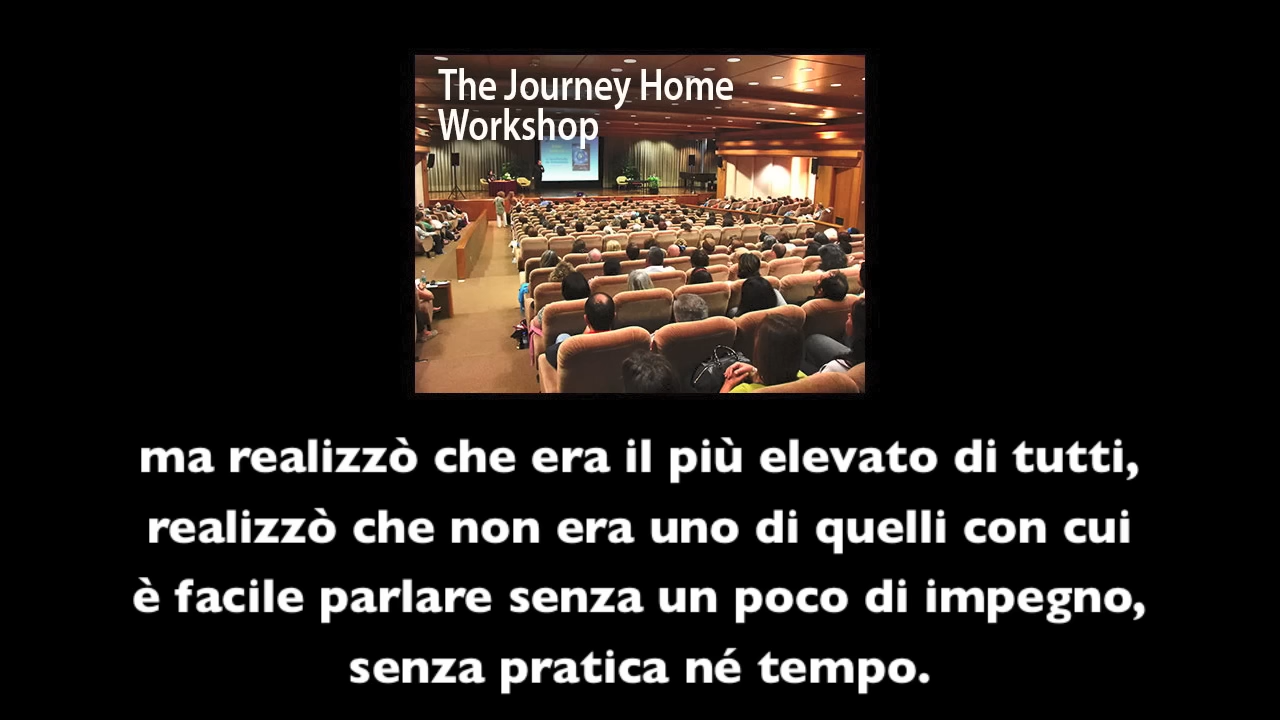 The Journey Home
Workshop
ma realizzò che era il più elevato di tutti,
realizzò che non era uno di quelli con cui
è facile parlare senza un poco di impegno,
senza pratica né tempo.